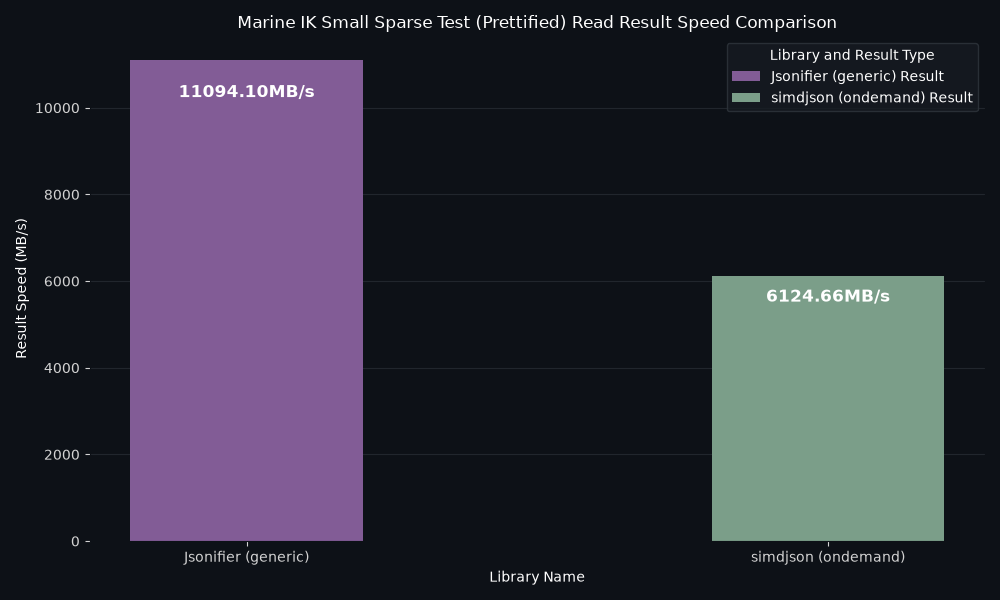 Marine IK Small Sparse Test (Prettified) Read Result Speed Comparison
Library and Result Type
Jsonifier (generic) Result
simdjson (ondemand) Result
11094.10MB/s
6124.66MB/s
Result Speed (MB/s)
10000
8000
6000
4000
2000
0
Jsonifier (generic)
simdjson (ondemand)
Library Name